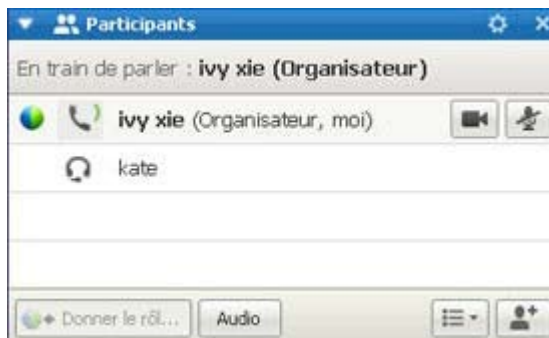 Participants
En train de parler : ivy xie (Organisateur)
ivy xie (Organisateur, moi)
kate
Donner le rôl... Audio